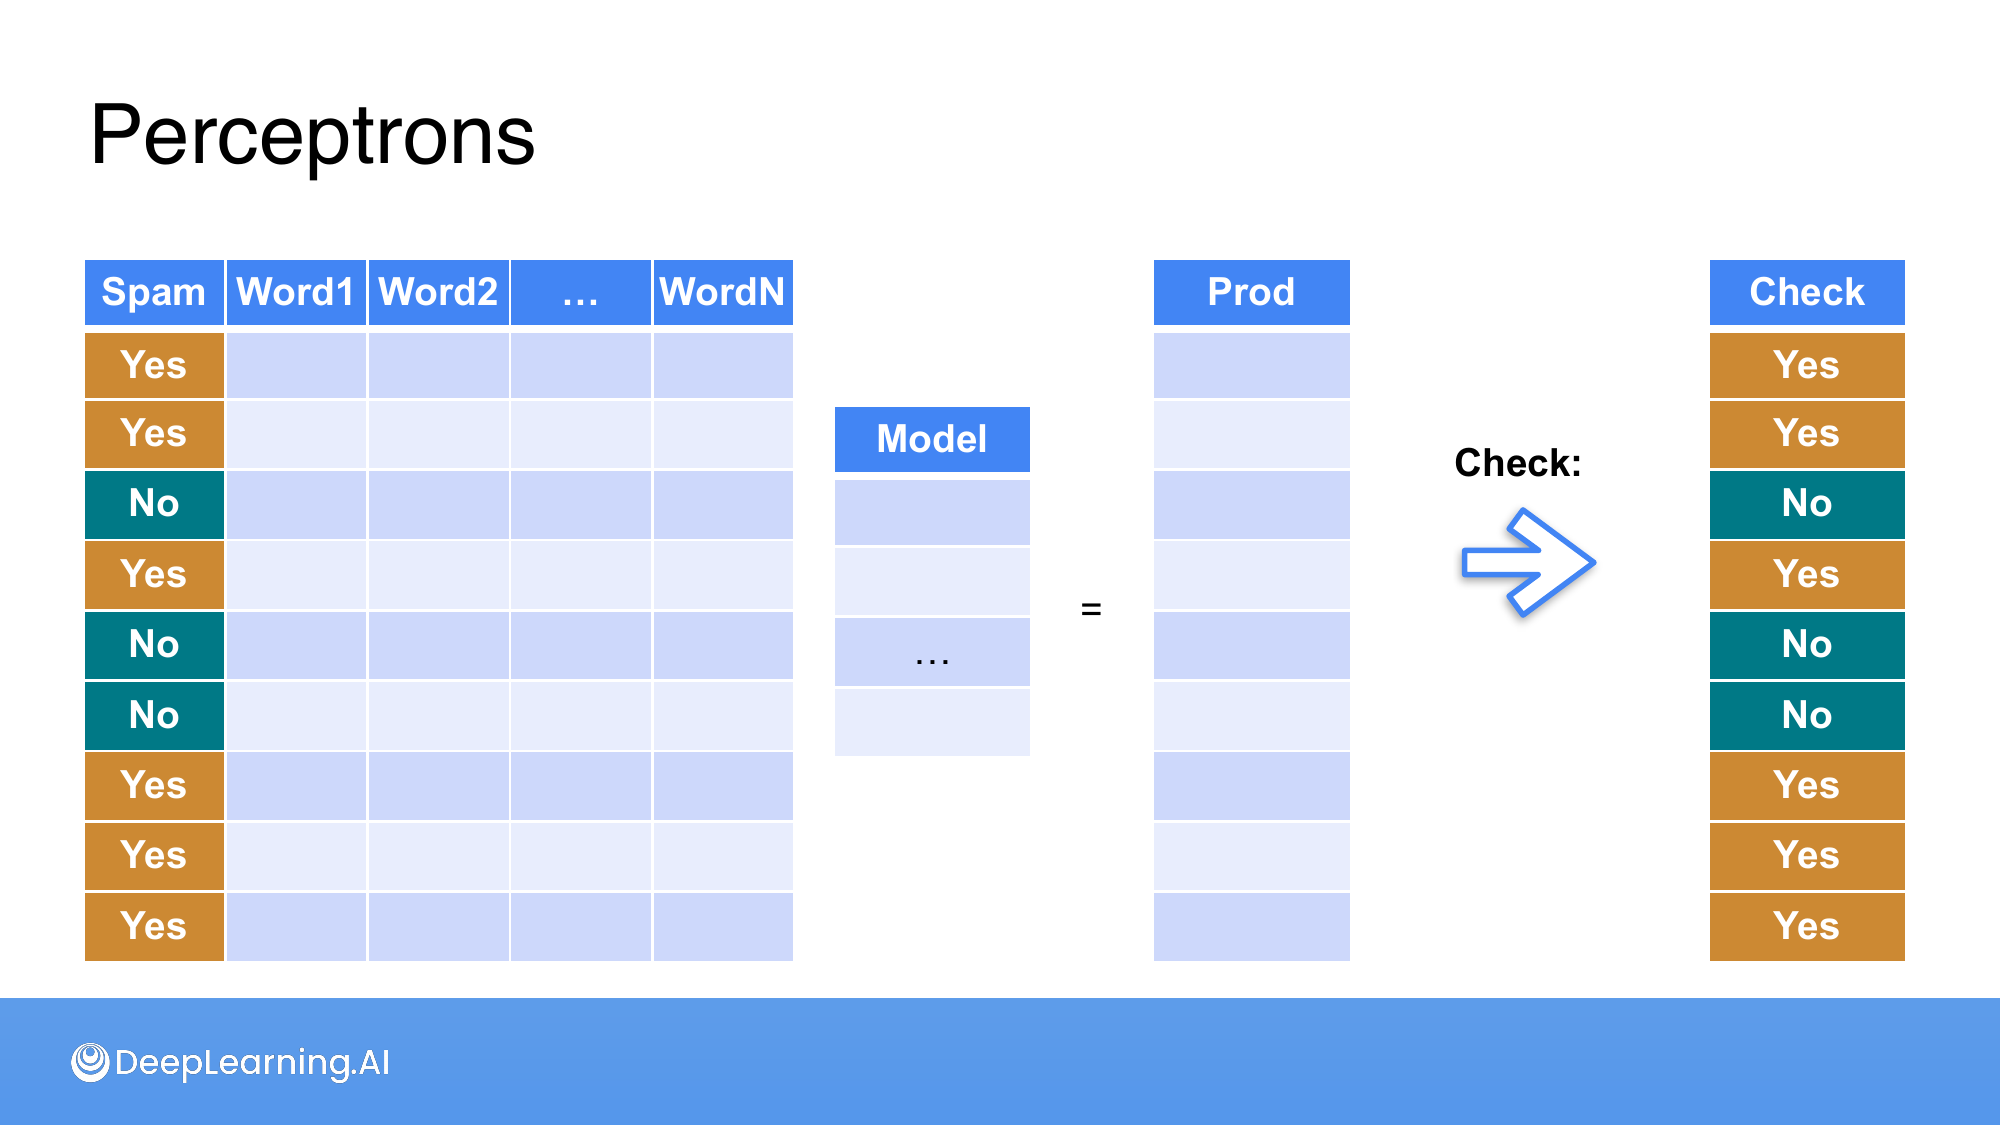 Perceptrons
Spam Word1 Word2 … WordN
Yes
Yes
No
Yes
No
No
Yes
Yes
Yes
Model
…
=
Prod
Check:
Check
Yes
Yes
No
Yes
No
No
Yes
Yes
Yes
DeepLearning.AI